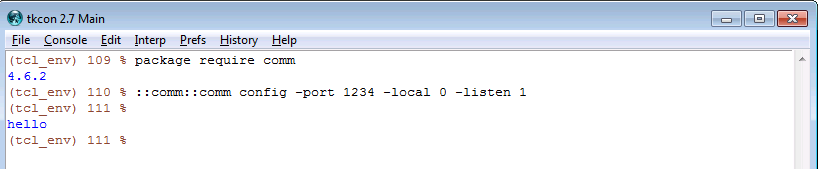 tkcon 2.7 Main
File Console Edit Interp Prefs History Help
(tcl_env) 109 % package require comm
4.6.2
(tcl_env) 110 % ::comm::comm config -port 1234 -local 0 -listen 1
(tcl_env) 111 %
hello
(tcl_env) 111 %